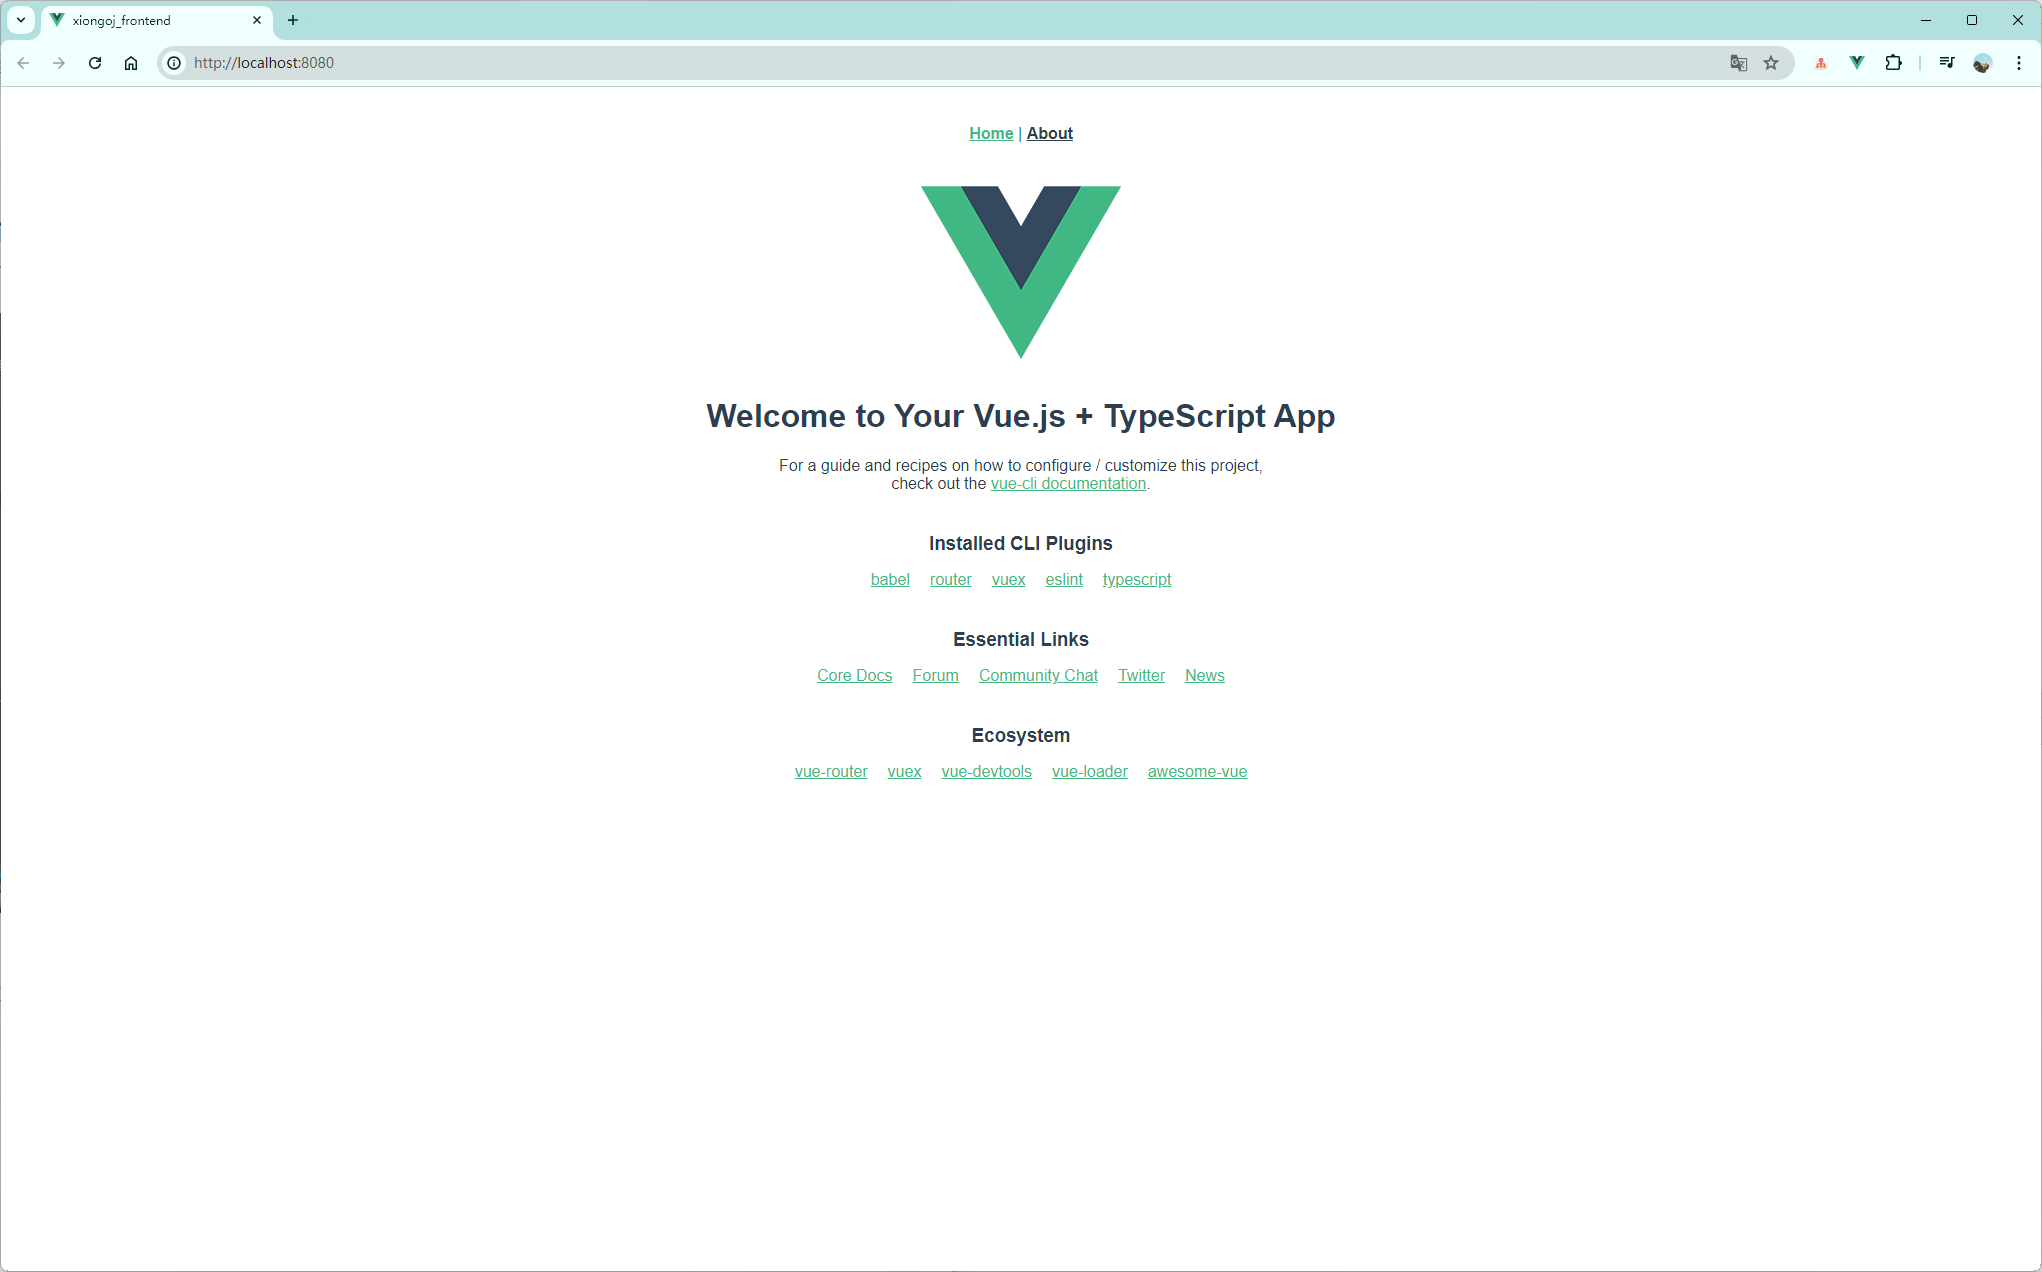 xiongoj_frontend
http://localhost:8080
Home | About
Welcome to Your Vue.js + TypeScript App
For a guide and recipes on how to configure / customize this project,
check out the vue-cli documentation.
Installed CLI Plugins
babel router vuex eslint typescript
Essential Links
Core Docs Forum Community Chat Twitter News
Ecosystem
vue-router vuex vue-devtools vue-loader awesome-vue